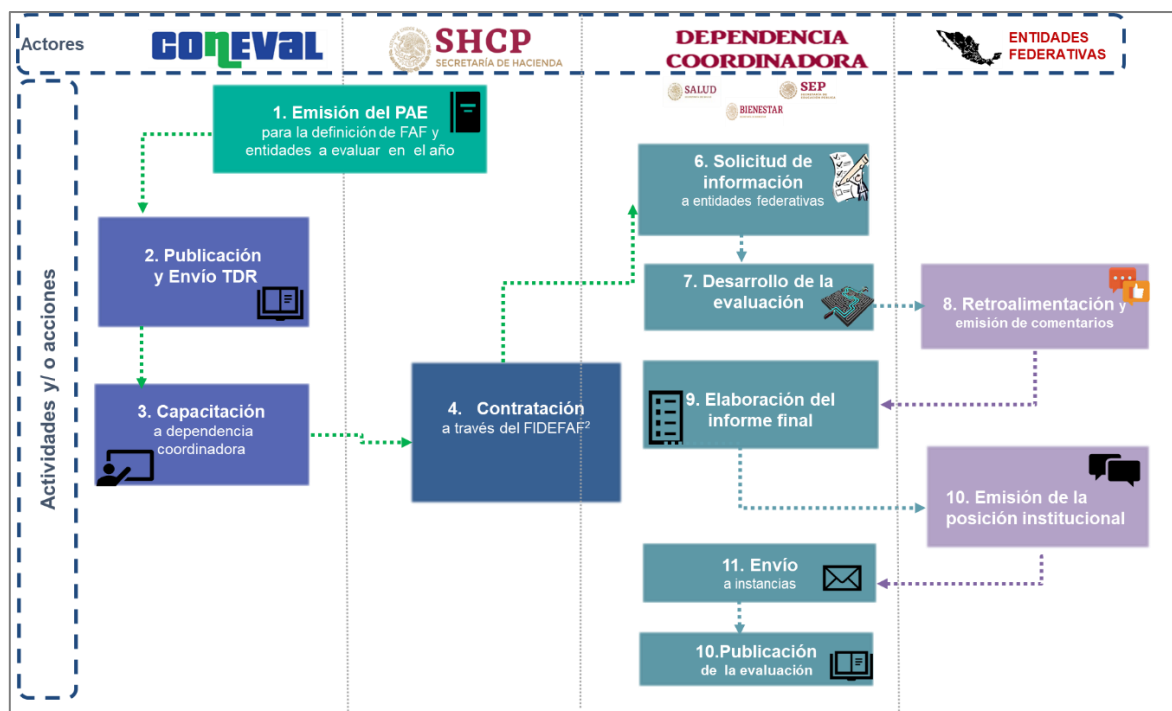 Actores
CONEVAL
SHCP
SECRETARÍA DE HACIENDA
DEPENDENCIA
COORDINADORA
ENTIDADES
FEDERATIVAS
SALUD
SEP
BIENESTAR
Actividades y/ o acciones
1. Emisión del PAE
para la definición de FAF y
entidades a evaluar en el año
2. Publicación
y Envío TDR
3. Capacitación
a dependencia
coordinadora
4. Contratación
a través del FIDEFAF²
6. Solicitud de
información
a entidades federativas
7. Desarrollo de la
evaluación
8. Retroalimentación y
emisión de comentarios
9. Elaboración del
informe final
10. Emisión de la
posición institucional
11. Envío
a instancias
10.Publicación
de la evaluación